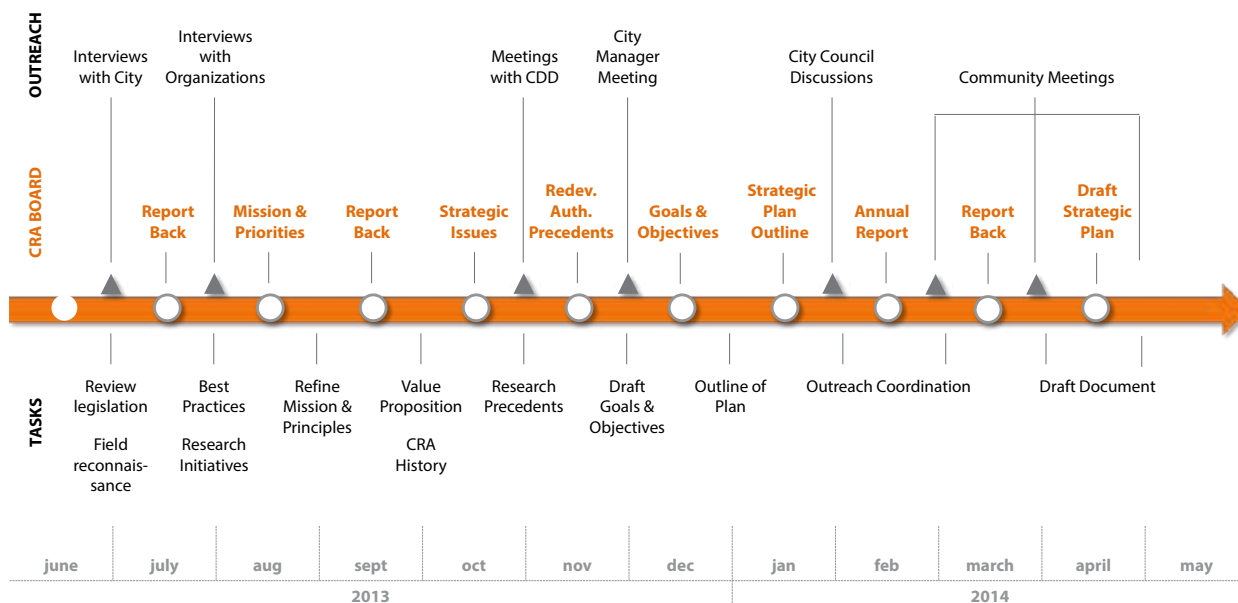 OUTREACH
Interviews
with City
Interviews
with
Organizations
Meetings
with CDD
City
Manager
Meeting
City Council
Discussions
Community Meetings
CRA BOARD
Report
Back
Mission &
Priorities
Report
Back
Strategic
Issues
Redev.
Auth.
Precedents
Goals &
Objectives
Strategic
Plan
Outline
Annual
Report
Report
Back
Draft
Strategic
Plan
TASKS
Review
legislation
Field
reconnais-
sance
Best
Practices
Research
Initiatives
Refine
Mission &
Principles
Value
Proposition
CRA
History
Research
Precedents
Draft
Goals &
Objectives
Outline of
Plan
Outreach Coordination
Draft Document
june july aug sept oct nov dec jan feb march april may
2013 2014